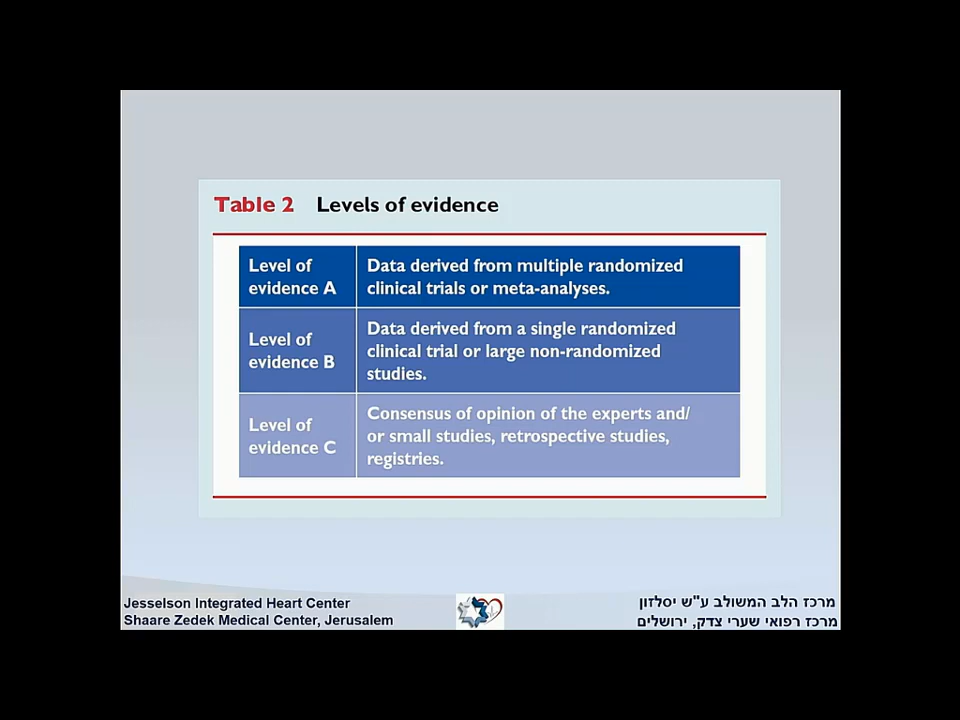 Table 2 Levels of evidence
Level of
evidence A
Data derived from multiple randomized
clinical trials or meta-analyses.
Level of
evidence B
Data derived from a single randomized
clinical trial or large non-randomized
studies.
Level of
evidence C
Consensus of opinion of the experts and/
or small studies, retrospective studies,
registries.
Jesselson Integrated Heart Center
Shaare Zedek Medical Center, Jerusalem
מרכז הלב המשולב ע"ש יסלזון
מרכז רפואי שערי צדק, ירושלים